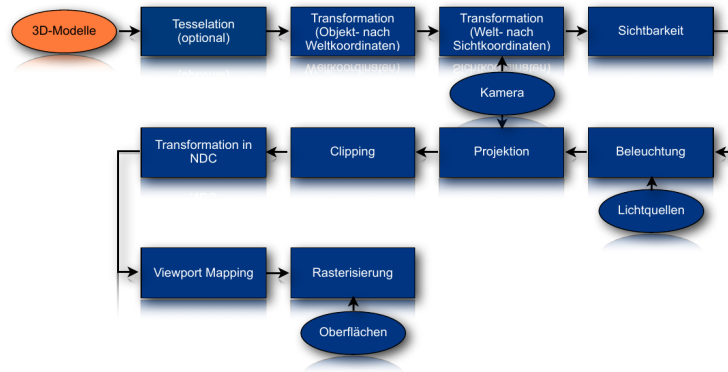 3D-Modelle
Tesselation
(optional)
Transformation
(Objekt- nach
Weltkoordinaten)
Transformation
(Welt- nach
Sichtkoordinaten)
Sichtbarkeit
Kamera
Transformation in
NDC
Clipping
Projektion
Beleuchtung
Lichtquellen
Viewport Mapping
Rasterisierung
Oberflächen